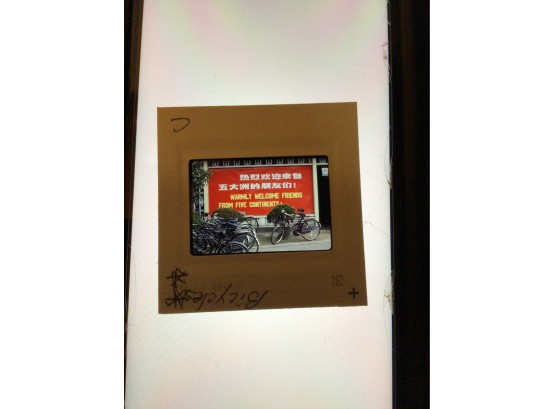 热烈欢迎来自
五大洲的朋友们！
WARMLY WELCOME FRIENDS
FROM FIVE CONTINENTS!
Bicycles
31